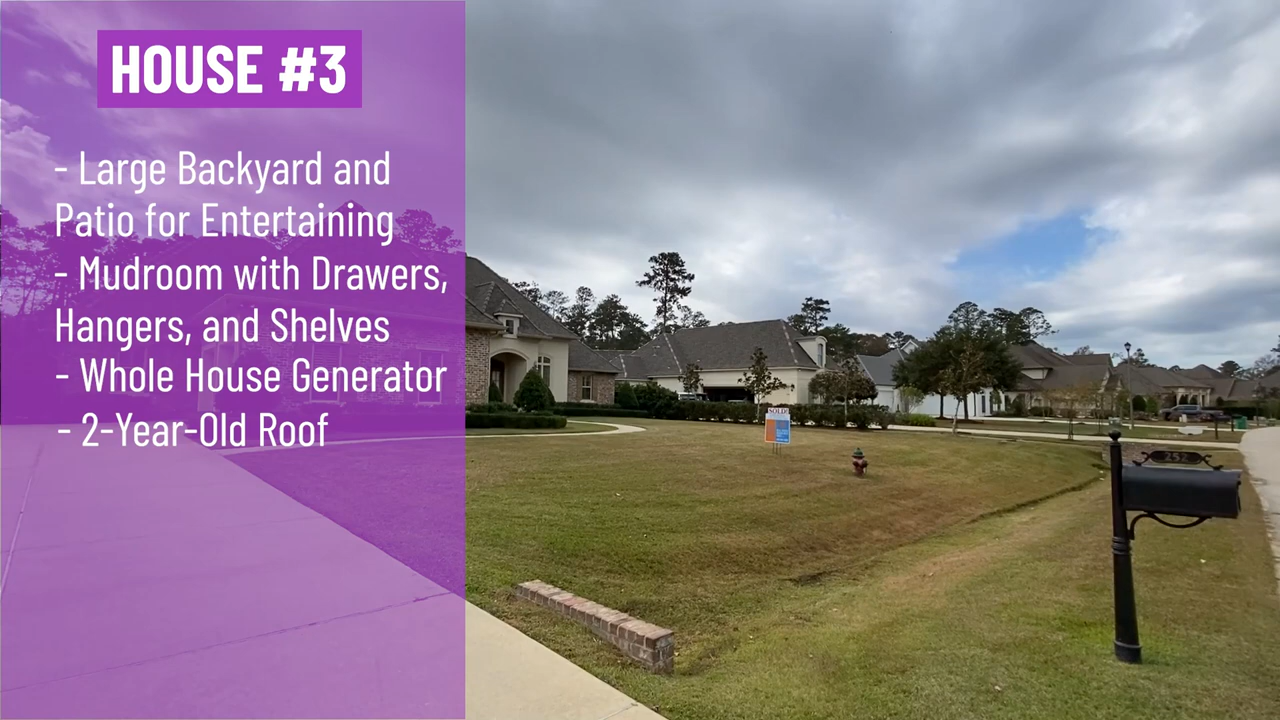 HOUSE #3
- Large Backyard and
Patio for Entertaining
- Mudroom with Drawers,
Hangers, and Shelves
- Whole House Generator
- 2-Year-Old Roof
SOLD!
252